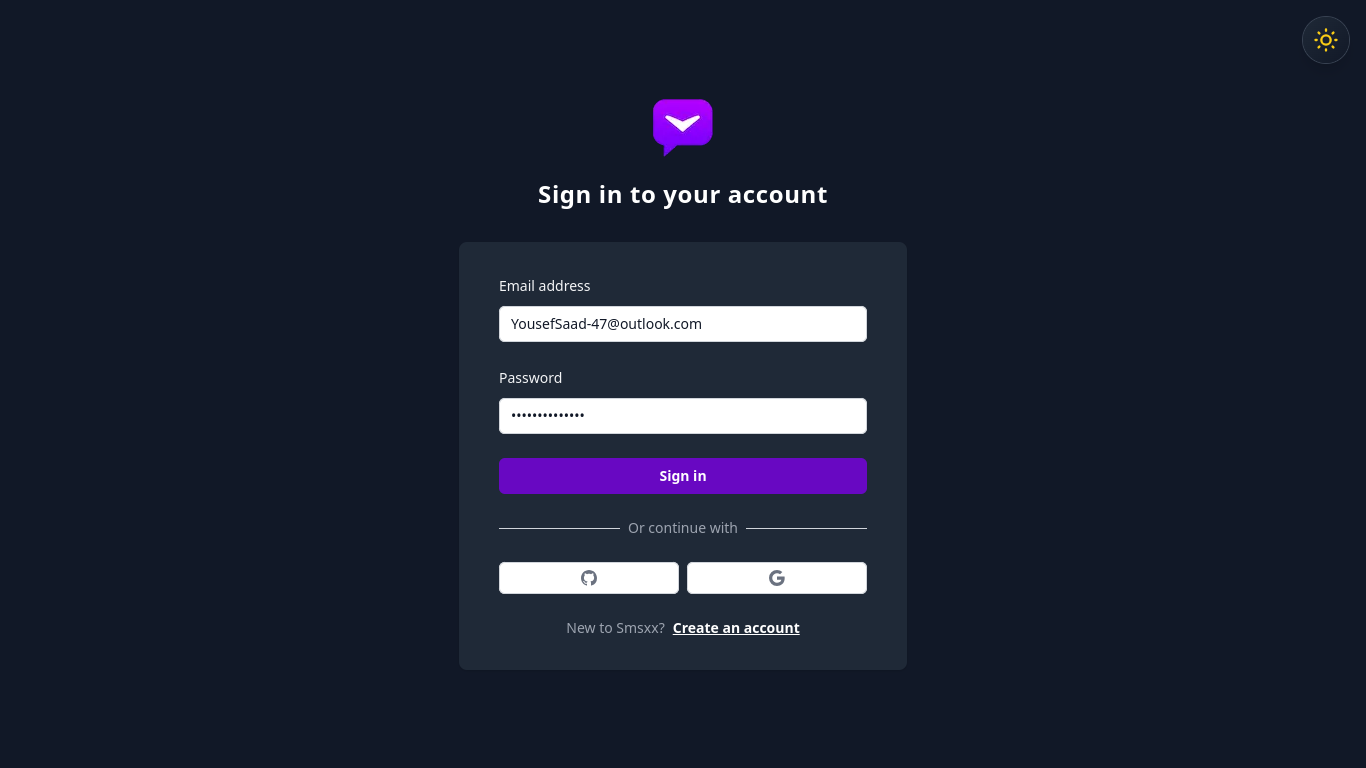 Sign in to your account
Email address
YousefSaad-47@outlook.com
Password
••••••••••••••
Sign in
Or continue with
New to Smsxx? Create an account